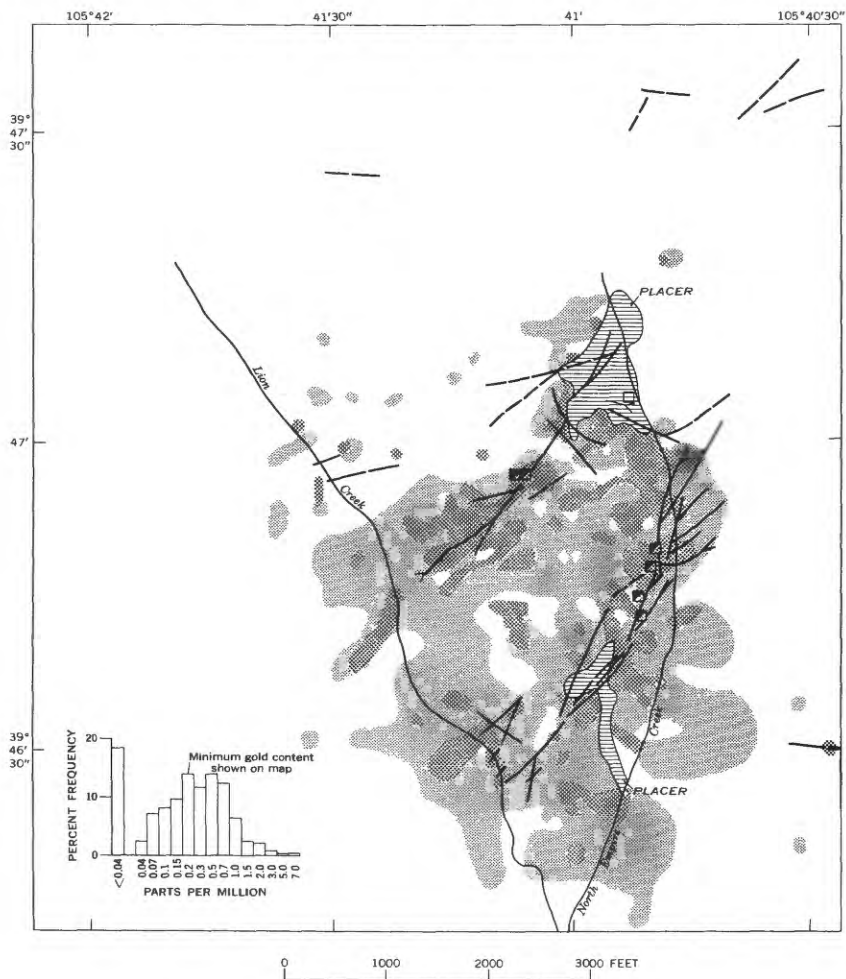 105°42' 41'30" 41' 105°40'30"
39°
47'
30"
PLACER
Lion
Creek
47'
39°
46'
30"
PLACER
North Empire Creek
PERCENT FREQUENCY
20
10
0
Minimum gold content
shown on map
<0.04 0.04 0.07 0.1 0.15 0.2 0.3 0.5 0.7 1.0 1.5 2.0 3.0 5.0 7.0
PARTS PER MILLION
0 1000 2000 3000 FEET